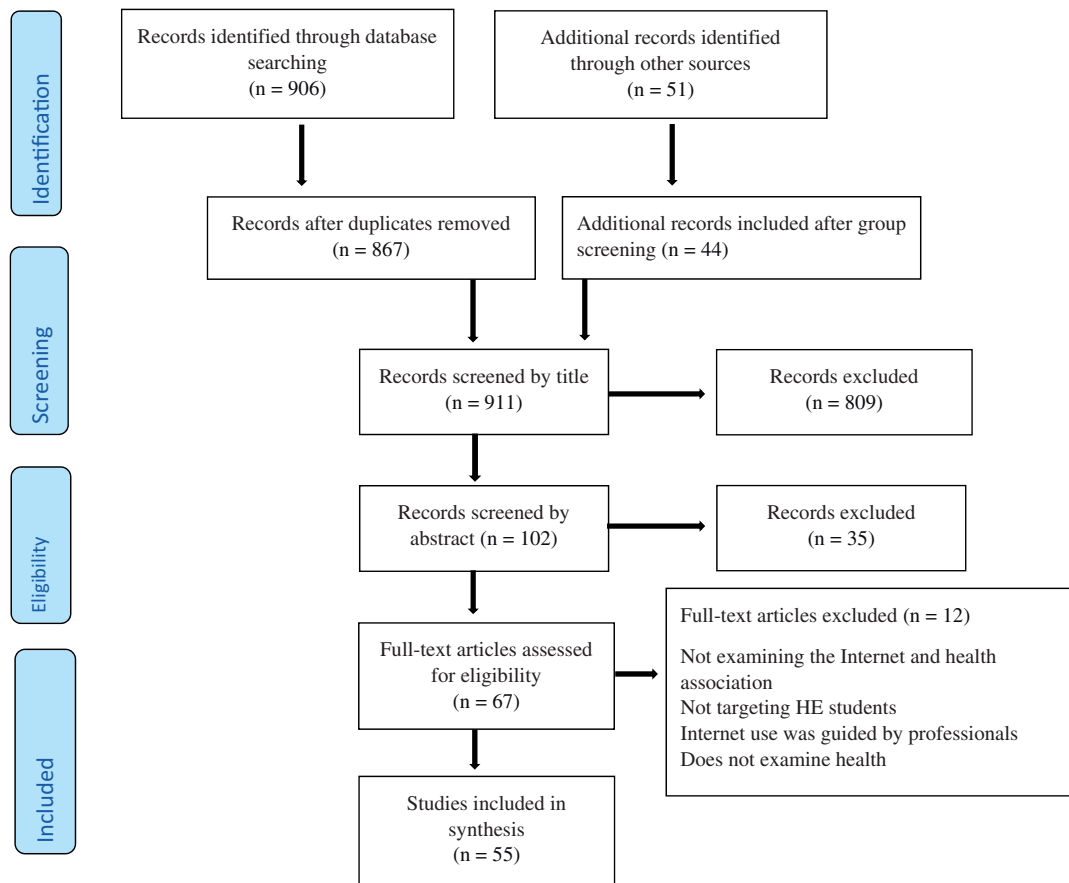 Identification
Records identified through database
searching
(n = 906)
Additional records identified
through other sources
(n = 51)
Records after duplicates removed
(n = 867)
Additional records included after group
screening (n = 44)
Screening
Records screened by title
(n = 911)
Records excluded
(n = 809)
Eligibility
Records screened by
abstract (n = 102)
Records excluded
(n = 35)
Full-text articles assessed
for eligibility
(n = 67)
Full-text articles excluded (n = 12)
Not examining the Internet and health
association
Not targeting HE students
Internet use was guided by professionals
Does not examine health
Included
Studies included in
synthesis
(n = 55)